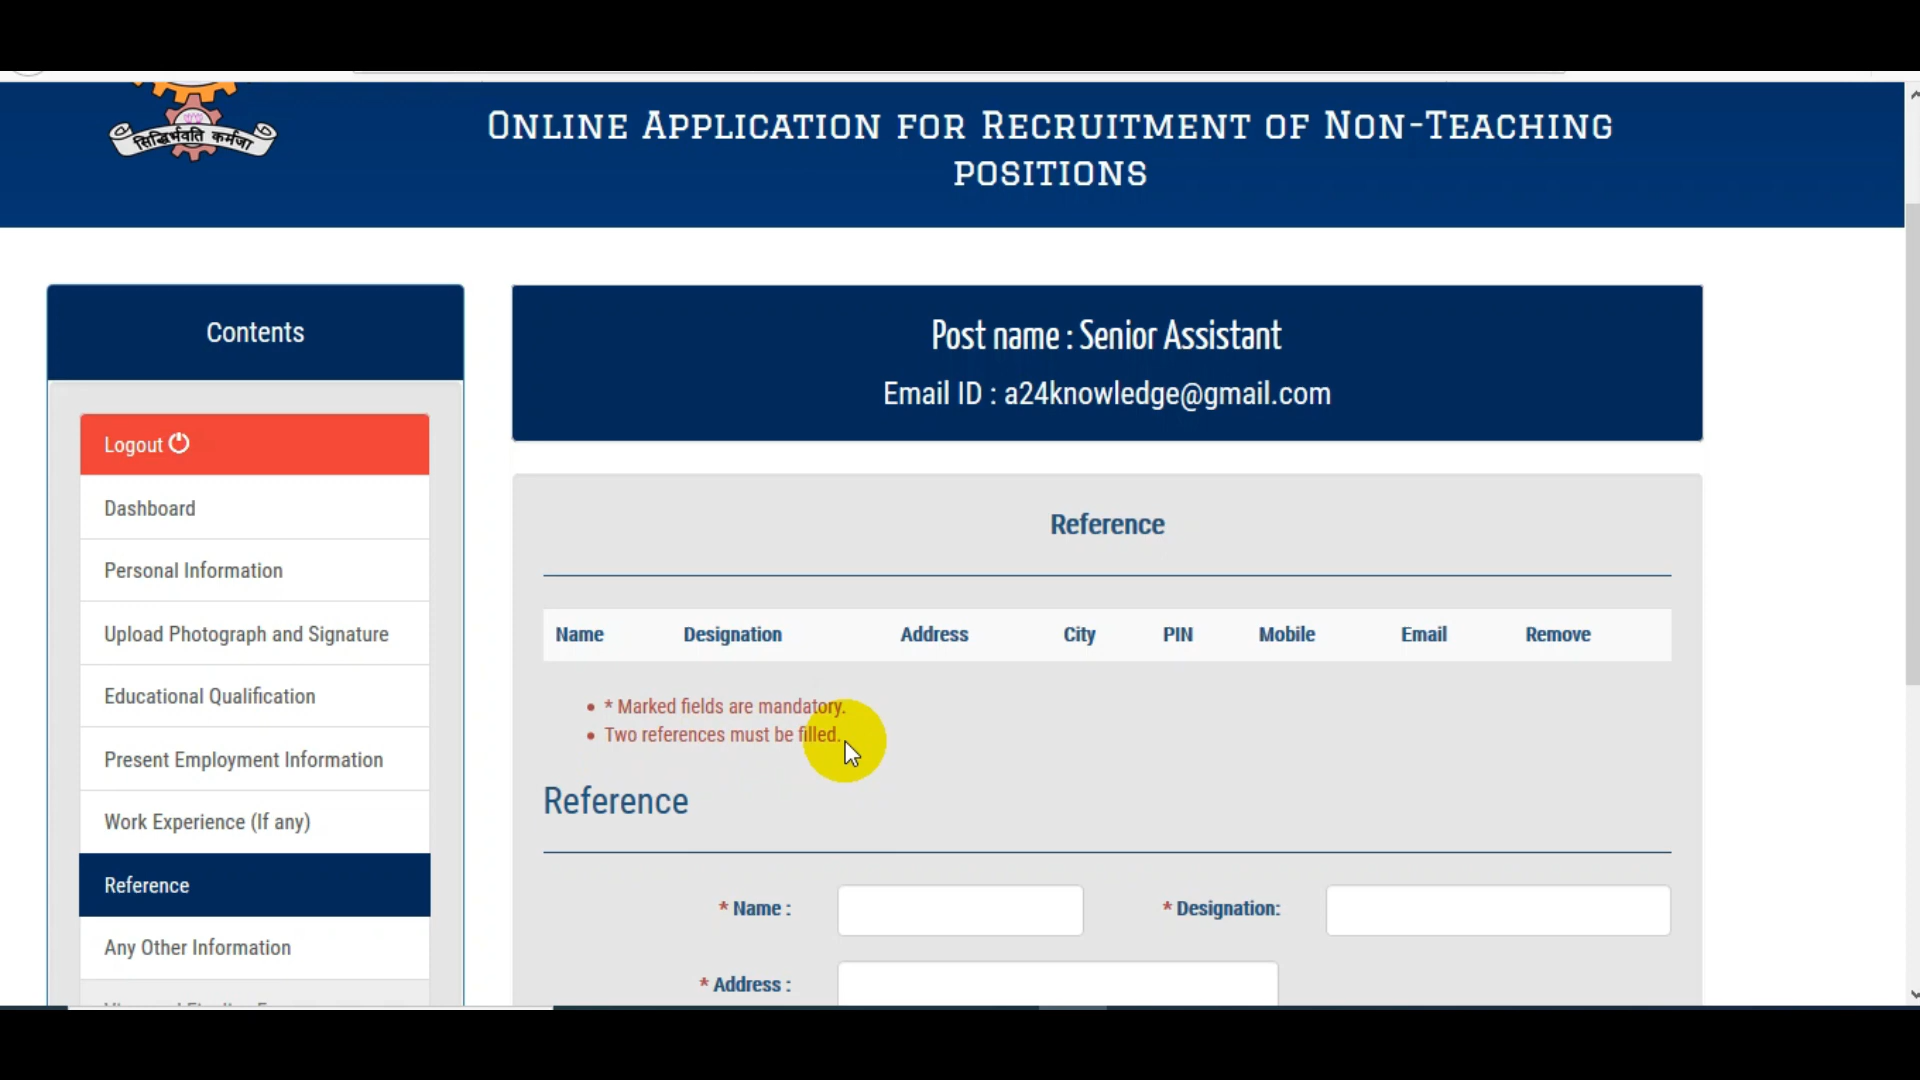 सिद्धिर्भवति कर्मजा
Online Application for Recruitment of Non-Teaching
positions
Contents
Logout
Dashboard
Personal Information
Upload Photograph and Signature
Educational Qualification
Present Employment Information
Work Experience (If any)
Reference
Any Other Information
Post name : Senior Assistant
Email ID : a24knowledge@gmail.com
Reference
Name Designation Address City PIN Mobile Email Remove
* Marked fields are mandatory.
Two references must be filled.
Reference
* Name : * Designation:
* Address :